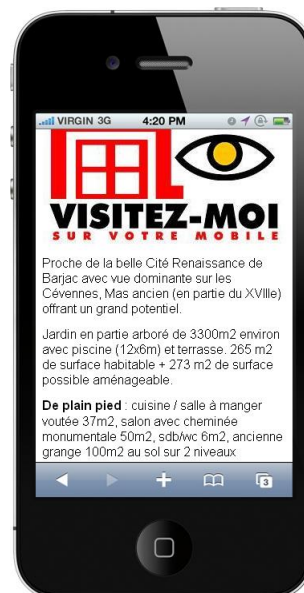 VIRGIN 3G 4:20 PM
VISITEZ-MOI
SUR VOTRE MOBILE
Proche de la belle Cité Renaissance de
Barjac avec vue dominante sur les
Cévennes, Mas ancien (en partie du XVIIIe)
offrant un grand potentiel.
Jardin en partie arboré de 3300m2 environ
avec piscine (12x6m) et terrasse. 265 m2
de surface habitable + 273 m2 de surface
possible aménageable.
De plain pied : cuisine / salle à manger
voutée 37m2, salon avec cheminée
monumentale 50m2, sdb/wc 6m2, ancienne
grange 100m2 au sol sur 2 niveaux
3